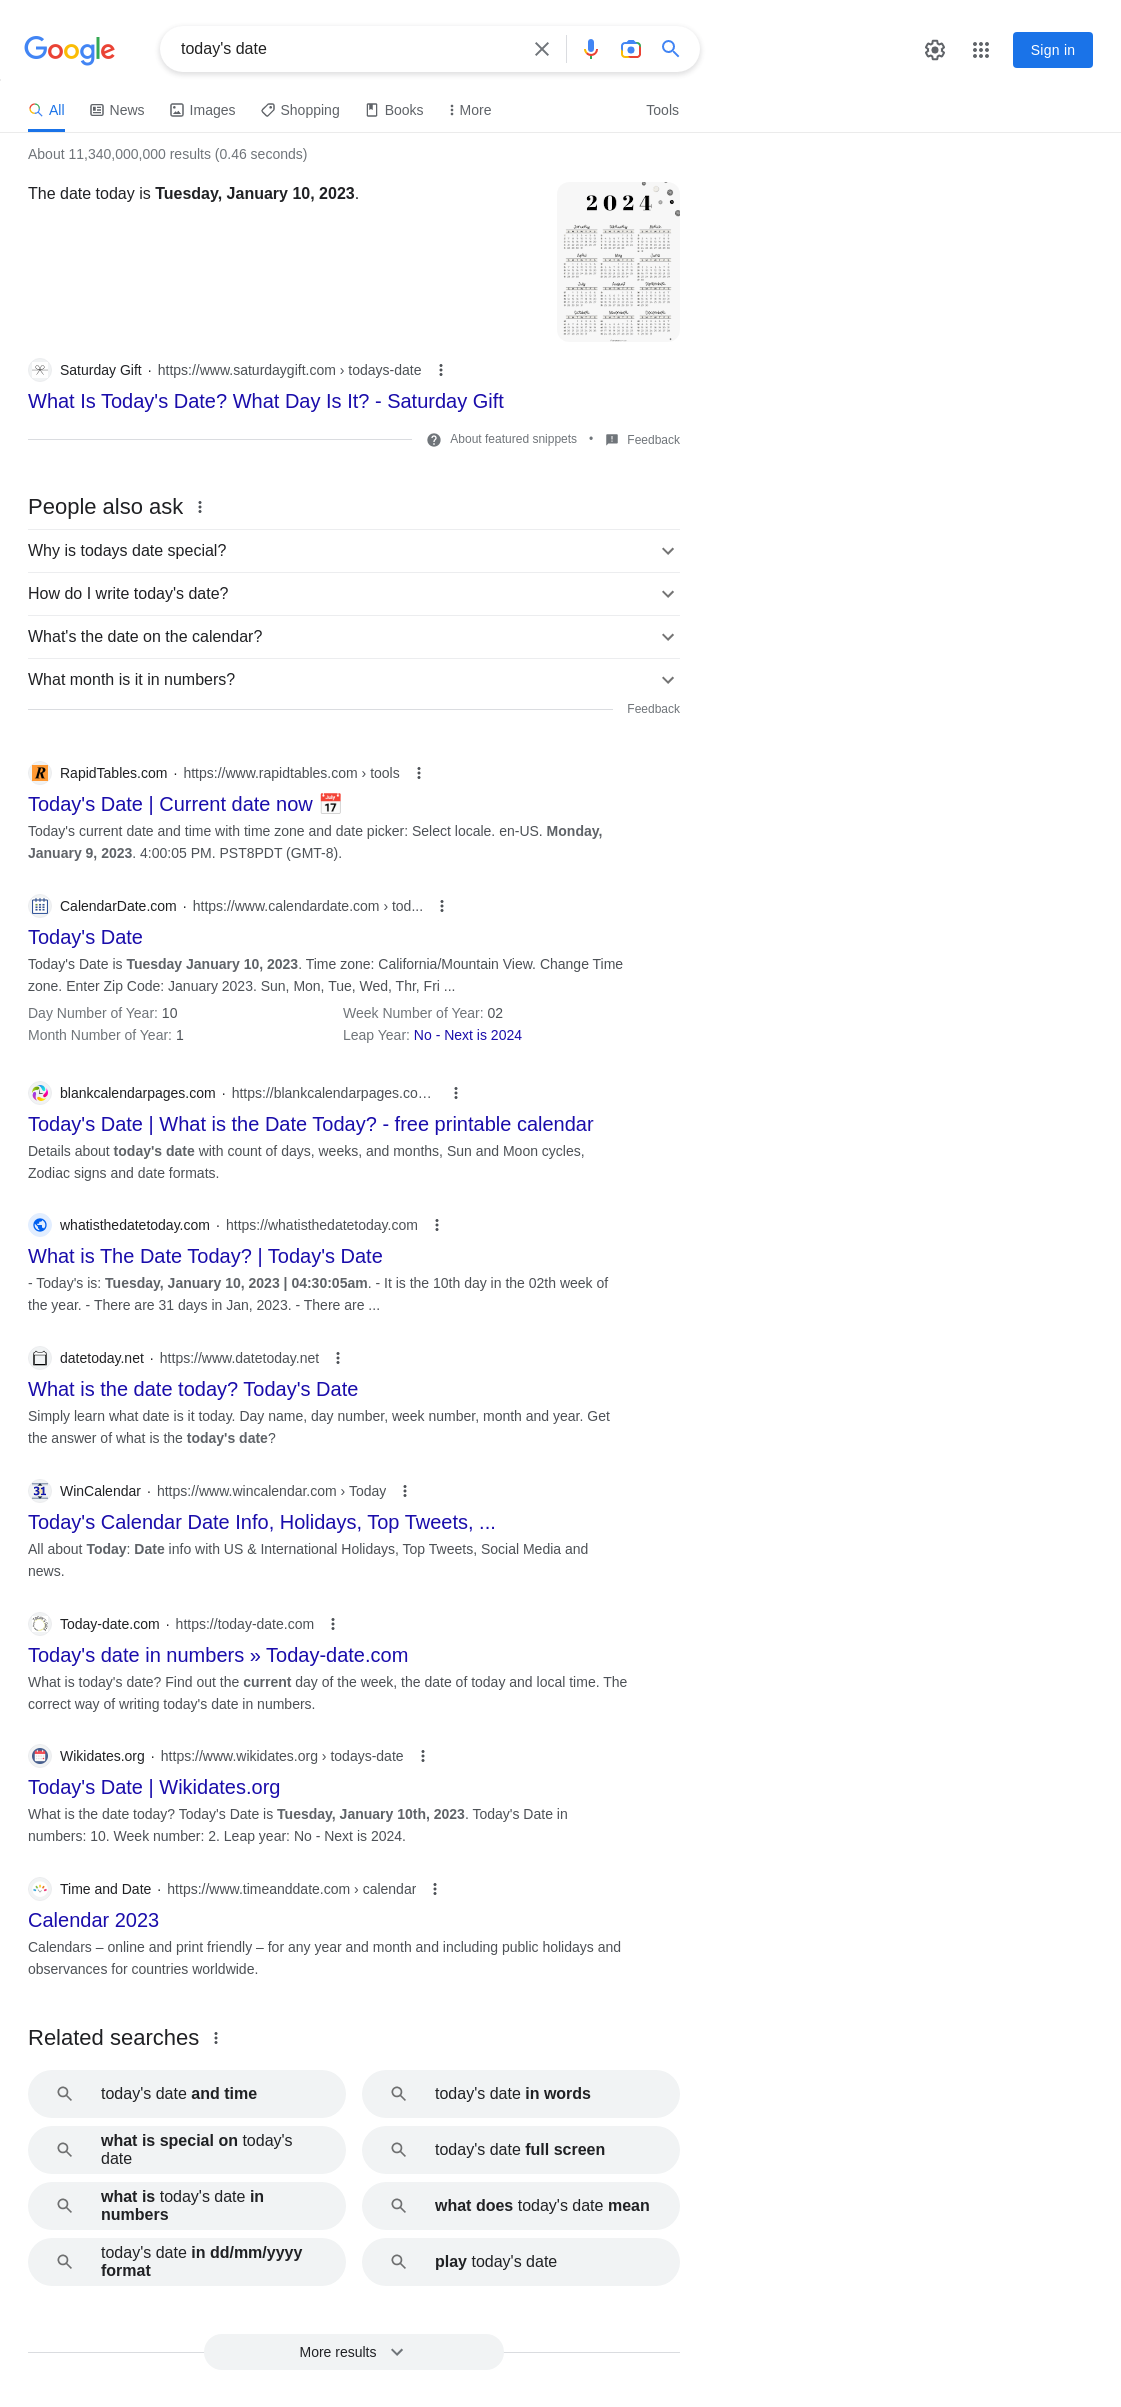 Google
today's date
Sign in
All
News
Images
Shopping
Books
More
Tools
About 11,340,000,000 results (0.46 seconds)
The date today is Tuesday, January 10, 2023.
2024
Saturday Gift · https://www.saturdaygift.com › todays-date
What Is Today's Date? What Day Is It? - Saturday Gift
About featured snippets • Feedback
People also ask
Why is todays date special?
How do I write today's date?
What's the date on the calendar?
What month is it in numbers?
Feedback
RapidTables.com · https://www.rapidtables.com › tools
Today's Date | Current date now 📅
Today's current date and time with time zone and date picker: Select locale. en-US. Monday,
January 9, 2023. 4:00:05 PM. PST8PDT (GMT-8).
CalendarDate.com · https://www.calendardate.com › tod...
Today's Date
Today's Date is Tuesday January 10, 2023. Time zone: California/Mountain View. Change Time
zone. Enter Zip Code: January 2023. Sun, Mon, Tue, Wed, Thr, Fri ...
Day Number of Year: 10
Week Number of Year: 02
Month Number of Year: 1
Leap Year: No - Next is 2024
blankcalendarpages.com · https://blankcalendarpages.co…
Today's Date | What is the Date Today? - free printable calendar
Details about today's date with count of days, weeks, and months, Sun and Moon cycles,
Zodiac signs and date formats.
whatisthedatetoday.com · https://whatisthedatetoday.com
What is The Date Today? | Today's Date
- Today's is: Tuesday, January 10, 2023 | 04:30:05am. - It is the 10th day in the 02th week of
the year. - There are 31 days in Jan, 2023. - There are ...
datetoday.net · https://www.datetoday.net
What is the date today? Today's Date
Simply learn what date is it today. Day name, day number, week number, month and year. Get
the answer of what is the today's date?
31
WinCalendar · https://www.wincalendar.com › Today
Today's Calendar Date Info, Holidays, Top Tweets, ...
All about Today: Date info with US & International Holidays, Top Tweets, Social Media and
news.
Today-date.com · https://today-date.com
Today's date in numbers » Today-date.com
What is today's date? Find out the current day of the week, the date of today and local time. The
correct way of writing today's date in numbers.
Wikidates.org · https://www.wikidates.org › todays-date
Today's Date | Wikidates.org
What is the date today? Today's Date is Tuesday, January 10th, 2023. Today's Date in
numbers: 10. Week number: 2. Leap year: No - Next is 2024.
Time and Date · https://www.timeanddate.com › calendar
Calendar 2023
Calendars – online and print friendly – for any year and month and including public holidays and
observances for countries worldwide.
Related searches
today's date and time
today's date in words
what is special on today's
date
today's date full screen
what is today's date in
numbers
what does today's date mean
today's date in dd/mm/yyyy
format
play today's date
More results